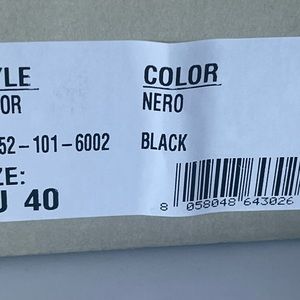 YLE COLOR
OR NERO
52-101-6002 BLACK
ZE:
U 40
8 058048 643026